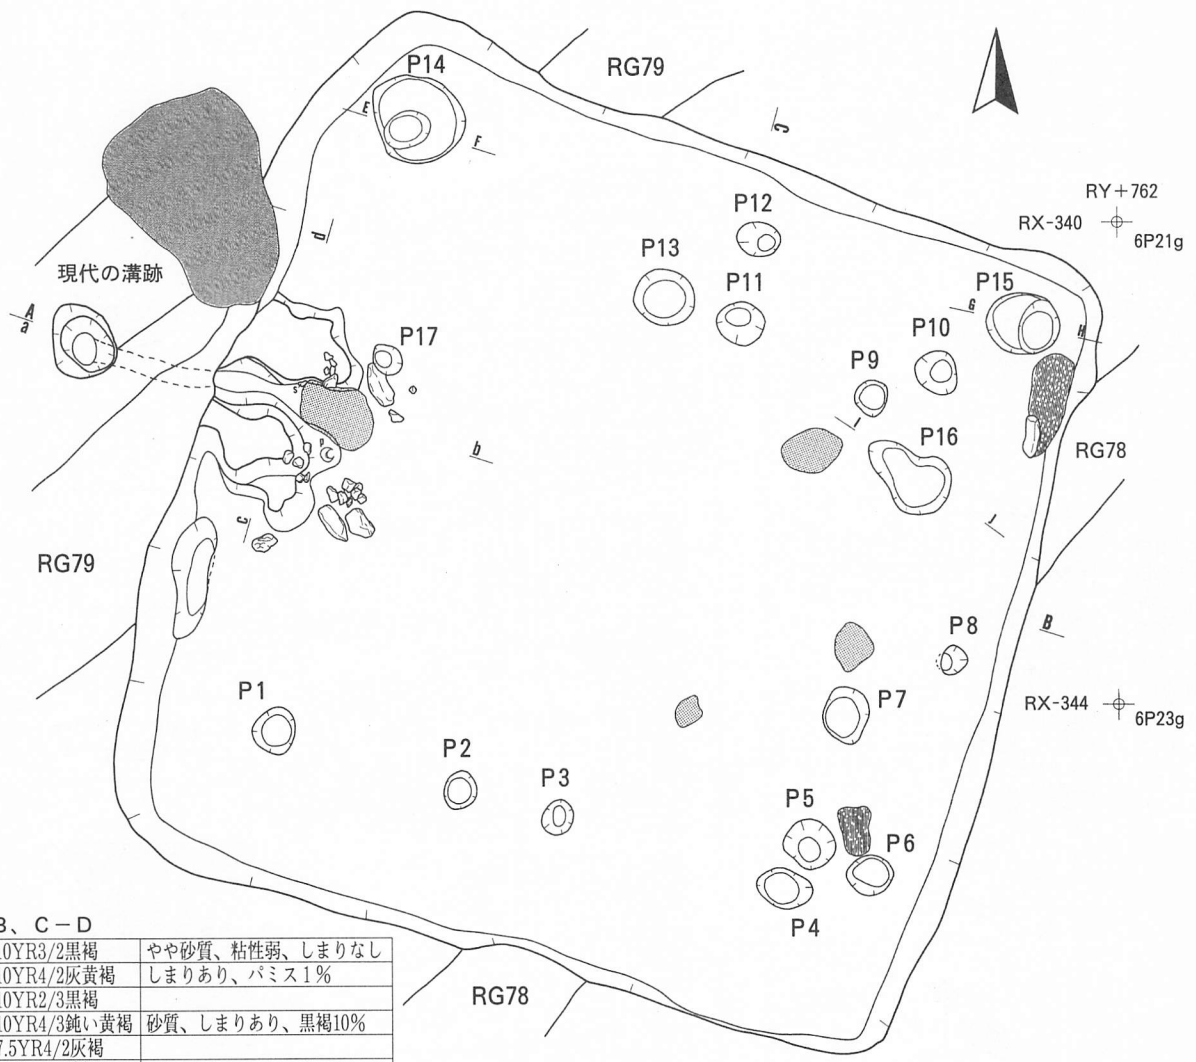 RG79
P14
E
F
C
RY+762
RX-340
6P21g
P12
d
P13
P11
P15
G
H
現代の溝跡
A
a
P17
P10
P9
I
S
P16
RG78
b
P
c
J
RG79
B
P8
P1
P7
RX-344
6P23g
P2
P3
P5
P6
P4
B、C-D
10YR3/2黒褐 やや砂質、粘性弱、しまりなし
10YR4/2灰黄褐 しまりあり、パミス1%
10YR2/3黒褐
10YR4/3鈍い黄褐 砂質、しまりあり、黒褐10%
7.5YR4/2灰褐
RG78